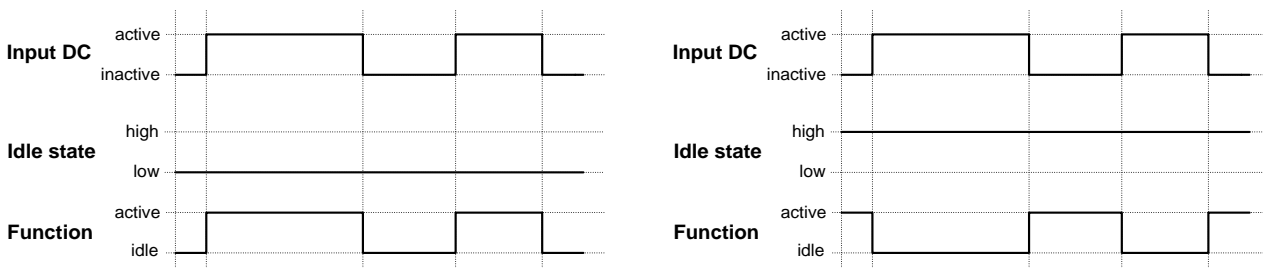 active
Input DC
inactive
high
Idle state
low
active
Function
idle
active
Input DC
inactive
high
Idle state
low
active
Function
idle